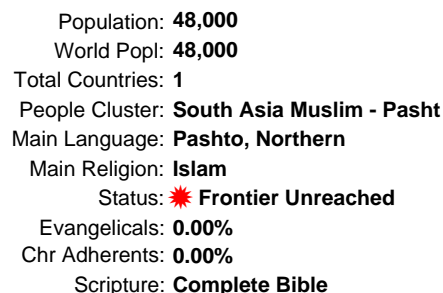 Population: 48,000
World Popl: 48,000
Total Countries: 1
People Cluster: South Asia Muslim - Pasht
Main Language: Pashto, Northern
Main Religion: Islam
Status: Frontier Unreached
Evangelicals: 0.00%
Chr Adherents: 0.00%
Scripture: Complete Bible